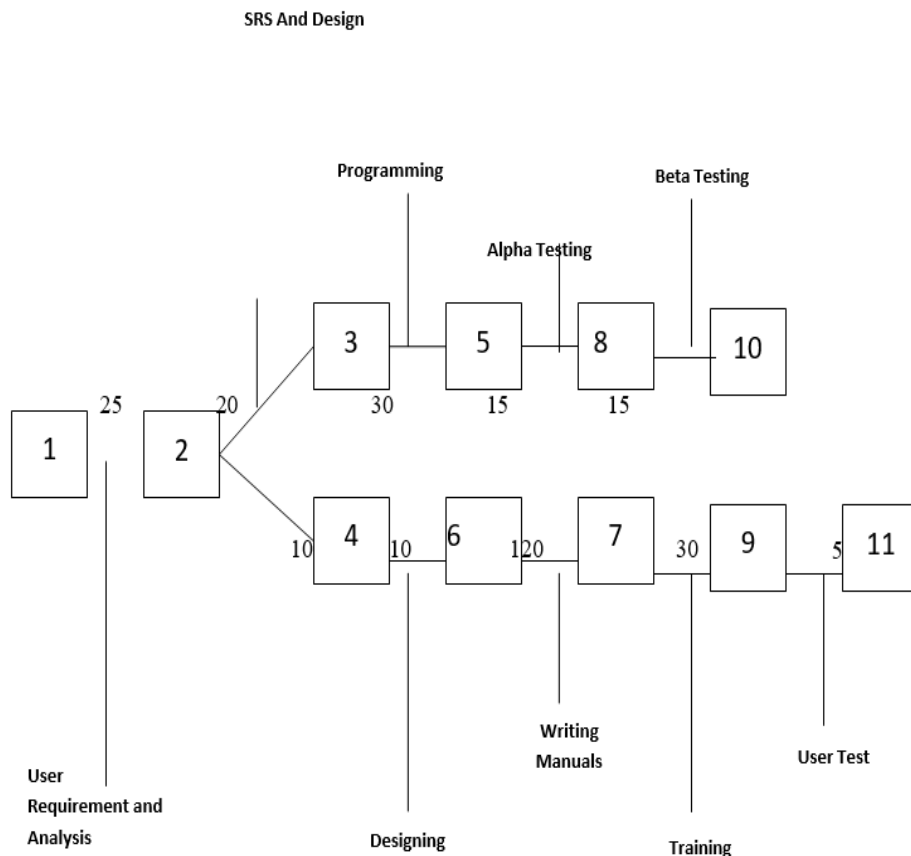 SRS And Design
Programming
Beta Testing
Alpha Testing
3
5
8
10
25
20
30
15
15
1
2
4
6
7
9
11
10
10
120
30
5
Writing
Manuals
User Test
User
Requirement and
Analysis
Designing
Training